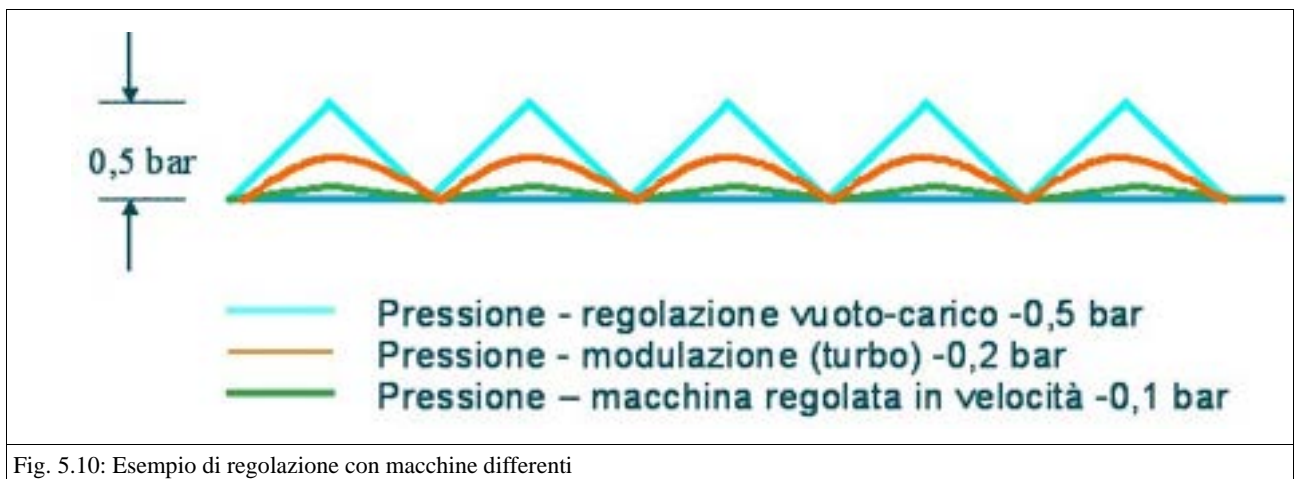 0,5 bar
Pressione - regolazione vuoto-carico -0,5 bar
Pressione - modulazione (turbo) -0,2 bar
Pressione – macchina regolata in velocità -0,1 bar
Fig. 5.10: Esempio di regolazione con macchine differenti